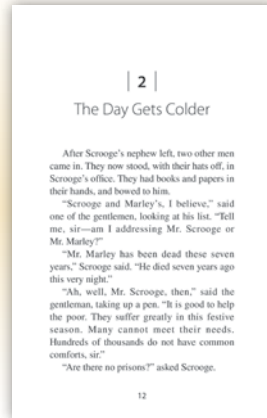 | 2 |
The Day Gets Colder
After Scrooge's nephew left, two other men
came in. They now stood, with their hats off, in
Scrooge's office. They had books and papers in
their hands, and bowed to him.
"Scrooge and Marley's, I believe," said
one of the gentlemen, looking at his list. "Tell
me, sir—am I addressing Mr. Scrooge or
Mr. Marley?"
"Mr. Marley has been dead these seven
years," Scrooge said. "He died seven years ago
this very night."
"Ah, well, Mr. Scrooge, then," said the
gentleman, taking up a pen. "It is good to help
the poor. They suffer greatly in this festive
season. Many cannot meet their needs.
Hundreds of thousands do not have common
comforts, sir."
"Are there no prisons?" asked Scrooge.
12